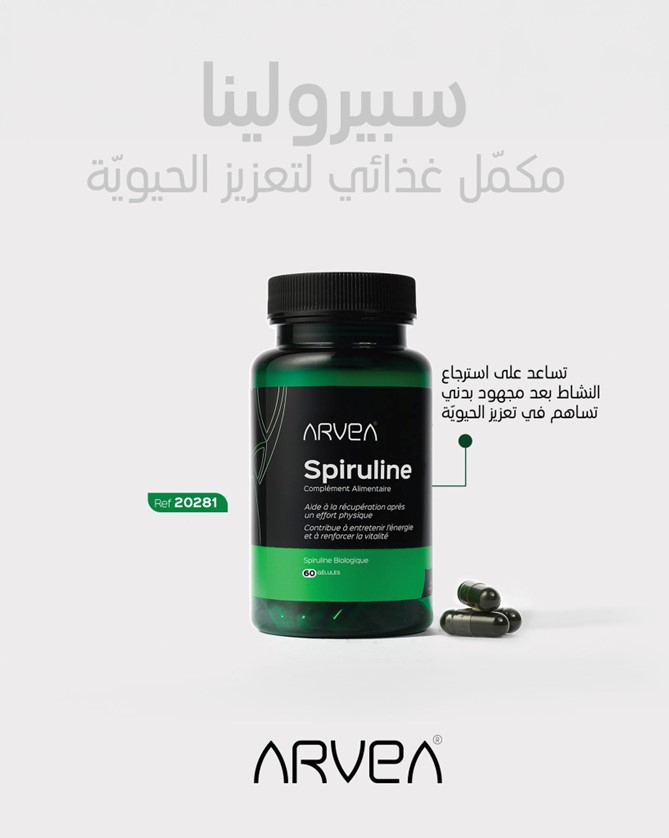 سبيرولينا
مكمّل غذائي لتعزيز الحيويّة
تساعد على استرجاع
النشاط بعد مجهود بدني
تساهم في تعزيز الحيويّة
ARVEA
Spiruline
Complément Alimentaire
Aide à la récupération après
un effort physique
Contribue à entretenir l'énergie
et à renforcer la vitalité
Spiruline Biologique
60 GÉLULES
Ref 20281
ARVEA®